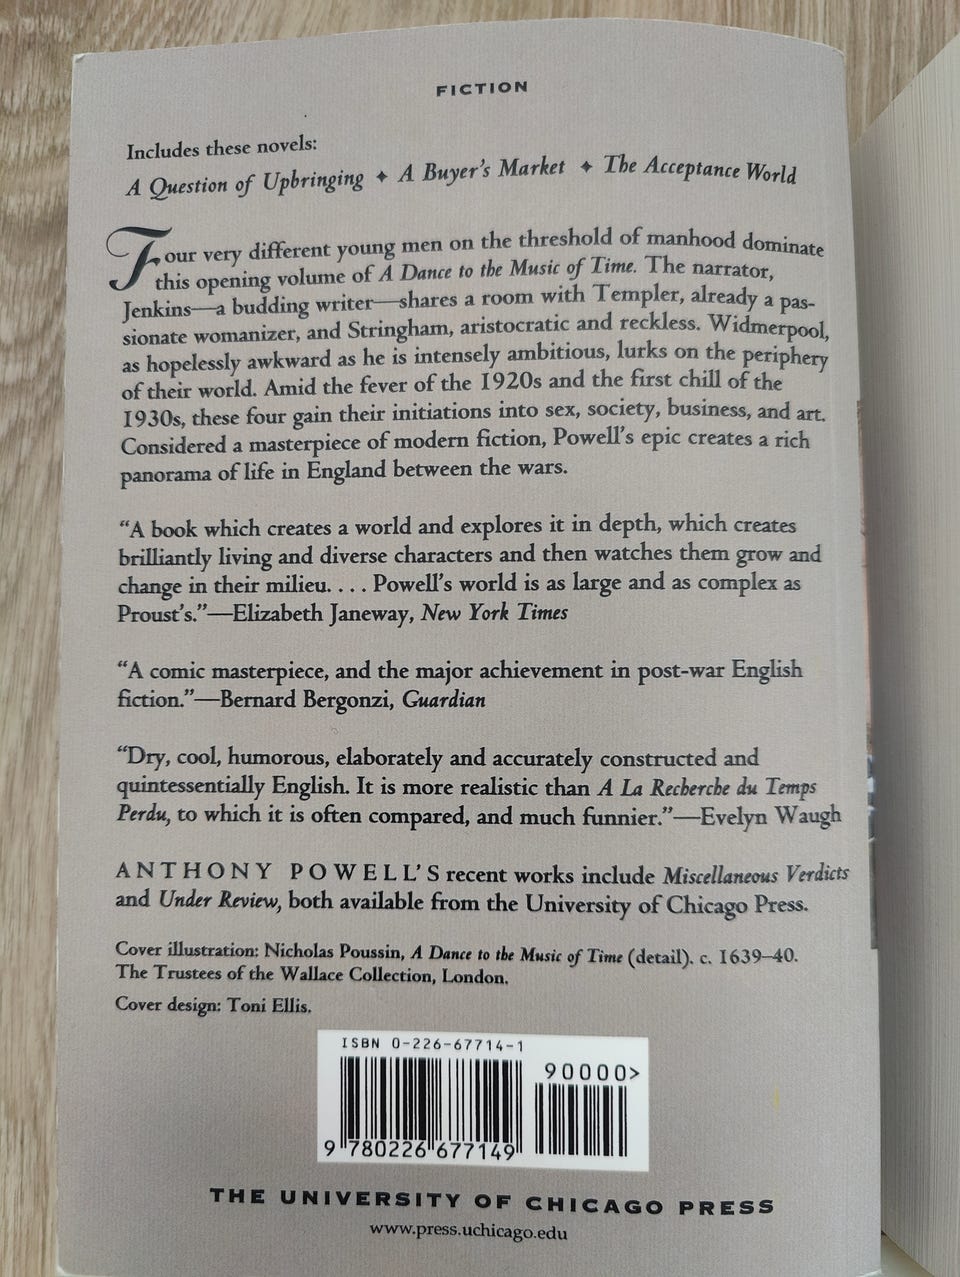 FICTION
Includes these novels:
A Question of Upbringing ✦ A Buyer's Market ✦ The Acceptance World
Four very different young men on the threshold of manhood dominate
this opening volume of A Dance to the Music of Time. The narrator,
Jenkins—a budding writer—shares a room with Templer, already a pas-
sionate womanizer, and Stringham, aristocratic and reckless. Widmerpool,
as hopelessly awkward as he is intensely ambitious, lurks on the periphery
of their world. Amid the fever of the 1920s and the first chill of the
1930s, these four gain their initiations into sex, society, business, and art.
Considered a masterpiece of modern fiction, Powell's epic creates a rich
panorama of life in England between the wars.
“A book which creates a world and explores it in depth, which creates
brilliantly living and diverse characters and then watches them grow and
change in their milieu. . . . Powell's world is as large and as complex as
Proust's.”—Elizabeth Janeway, New York Times
“A comic masterpiece, and the major achievement in post-war English
fiction.”—Bernard Bergonzi, Guardian
“Dry, cool, humorous, elaborately and accurately constructed and
quintessentially English. It is more realistic than A La Recherche du Temps
Perdu, to which it is often compared, and much funnier.”—Evelyn Waugh
ANTHONY POWELL'S recent works include Miscellaneous Verdicts
and Under Review, both available from the University of Chicago Press.
Cover illustration: Nicholas Poussin, A Dance to the Music of Time (detail). c. 1639–40.
The Trustees of the Wallace Collection, London.
Cover design: Toni Ellis.
ISBN 0-226-67714-1
90000>
9 780226 677149
THE UNIVERSITY OF CHICAGO PRESS
www.press.uchicago.edu